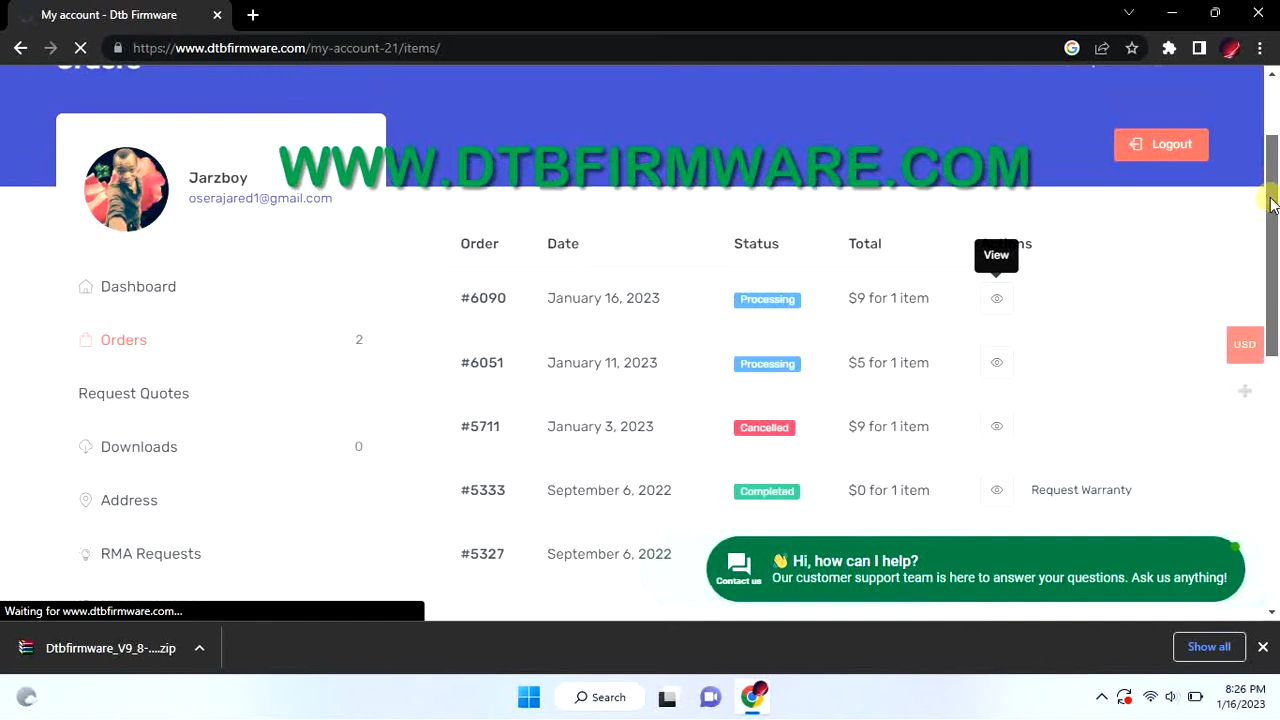 My account - Dtb Firmware
https://www.dtbfirmware.com/my-account-21/items/
Orders
Logout
WWW.DTBFIRMWARE.COM
Jarzboy
oserajared1@gmail.com
Order Date Status Total Actions
View
Dashboard
#6090 January 16, 2023 Processing $9 for 1 item
Orders 2
USD
#6051 January 11, 2023 Processing $5 for 1 item
Request Quotes
#5711 January 3, 2023 Cancelled $9 for 1 item
Downloads 0
#5333 September 6, 2022 Completed $0 for 1 item Request Warranty
Address
RMA Requests
#5327 September 6, 2022
👋 Hi, how can I help?
Contact us
Our customer support team is here to answer your questions. Ask us anything!
Waiting for www.dtbfirmware.com...
Dtbfirmware_V9_8-....zip
Show all
Search
8:26 PM
1/16/2023